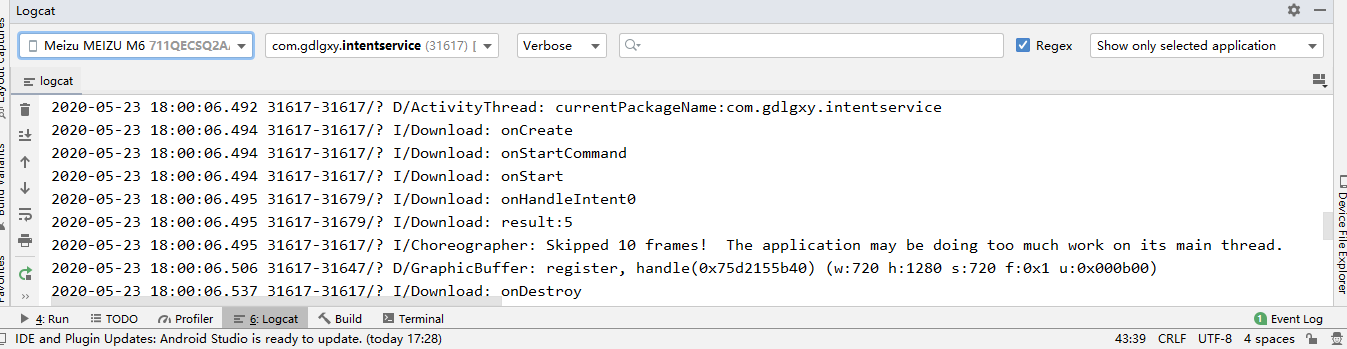 Logcat
Meizu MEIZU M6 711QECSQ2A
com.gdlgxy.intentservice (31617) [
Verbose
Regex
Show only selected application
logcat
2020-05-23 18:00:06.492 31617-31617/? D/ActivityThread: currentPackageName:com.gdlgxy.intentservice
2020-05-23 18:00:06.494 31617-31617/? I/Download: onCreate
2020-05-23 18:00:06.494 31617-31617/? I/Download: onStartCommand
2020-05-23 18:00:06.494 31617-31617/? I/Download: onStart
2020-05-23 18:00:06.495 31617-31679/? I/Download: onHandleIntent0
2020-05-23 18:00:06.495 31617-31679/? I/Download: result:5
2020-05-23 18:00:06.495 31617-31617/? I/Choreographer: Skipped 10 frames!  The application may be doing too much work on its main thread.
2020-05-23 18:00:06.506 31617-31647/? D/GraphicBuffer: register, handle(0x75d2155b40) (w:720 h:1280 s:720 f:0x1 u:0x000b00)
2020-05-23 18:00:06.537 31617-31617/? I/Download: onDestroy
Layout Captures
Build Variants
Favorites
Device File Explorer
4: Run
TODO
Profiler
6: Logcat
Build
Terminal
1 Event Log
IDE and Plugin Updates: Android Studio is ready to update. (today 17:28)
43:39 CRLF UTF-8 4 spaces